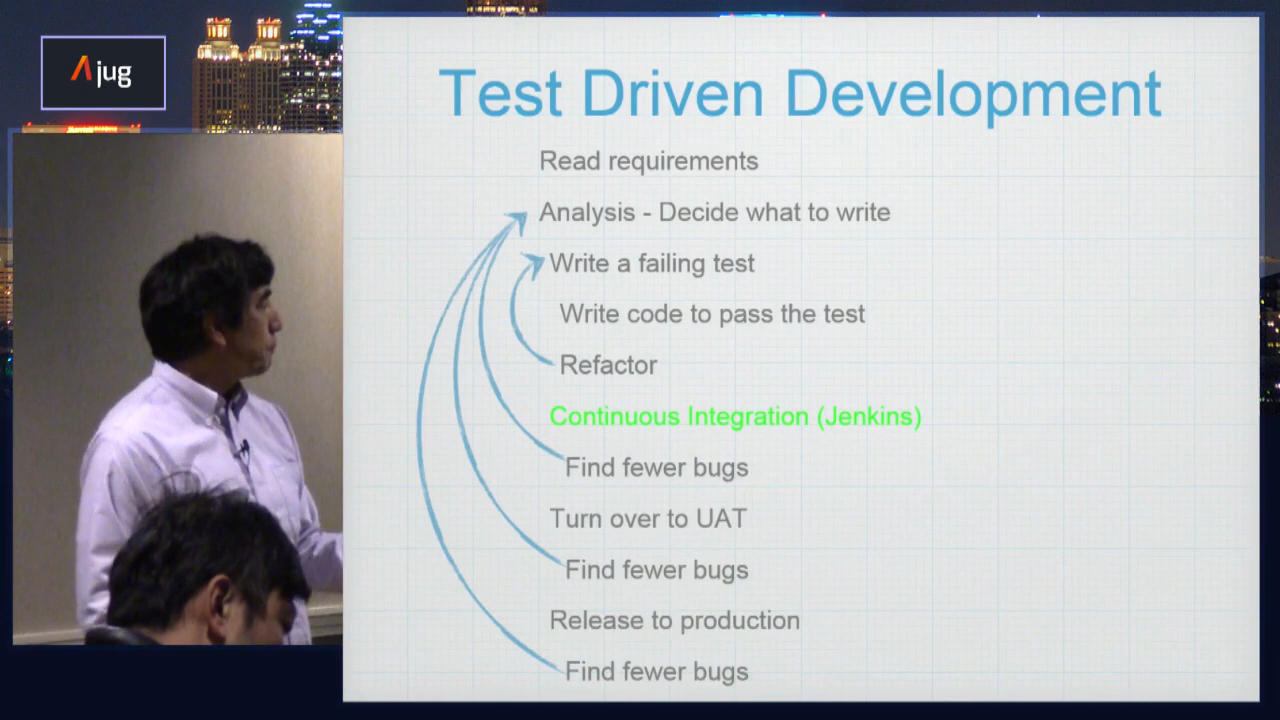 Ajug
Test Driven Development
Read requirements
Analysis - Decide what to write
Write a failing test
Write code to pass the test
Refactor
Continuous Integration (Jenkins)
Find fewer bugs
Turn over to UAT
Find fewer bugs
Release to production
Find fewer bugs